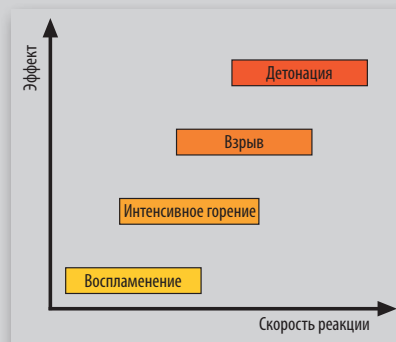 Эффект
Детонация
Взрыв
Интенсивное горение
Воспламенение
Скорость реакции